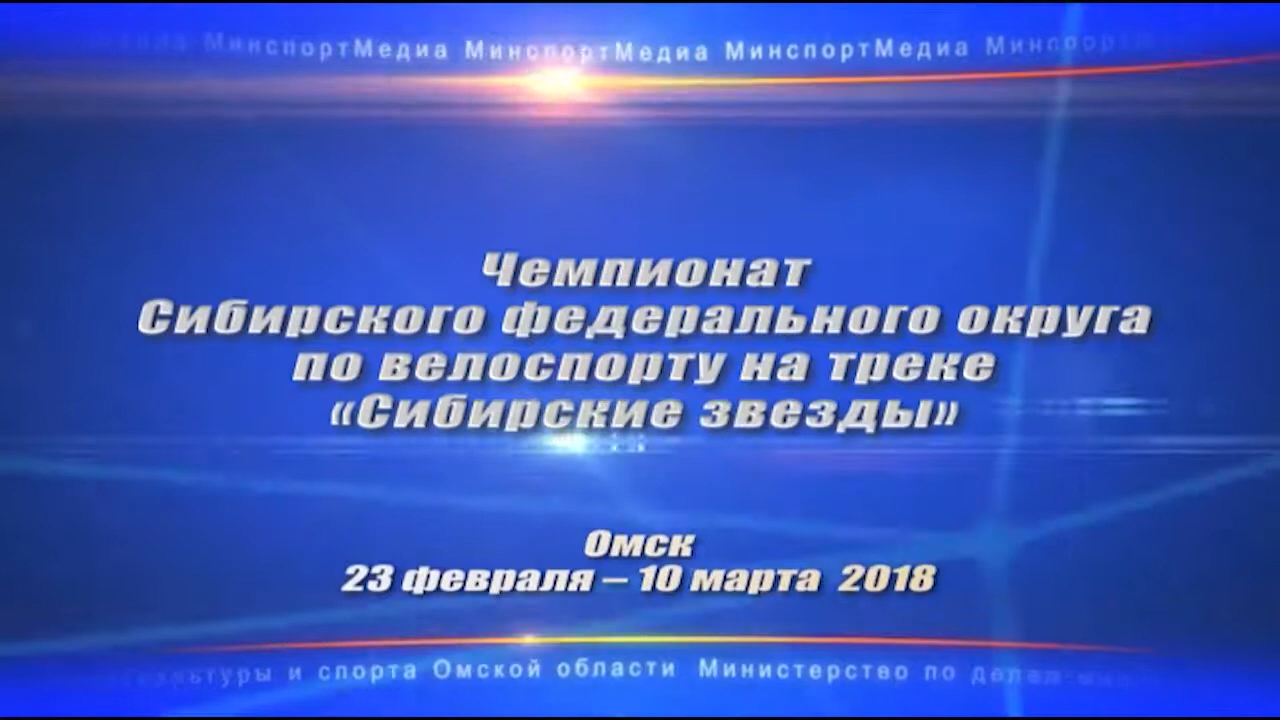 МинспортМедиа МинспортМедиа МинспортМедиа
Чемпионат
Сибирского федерального округа
по велоспорту на треке
«Сибирские звезды»
Омск
23 февраля – 10 марта 2018
и спорта Омской области Министерство по делам